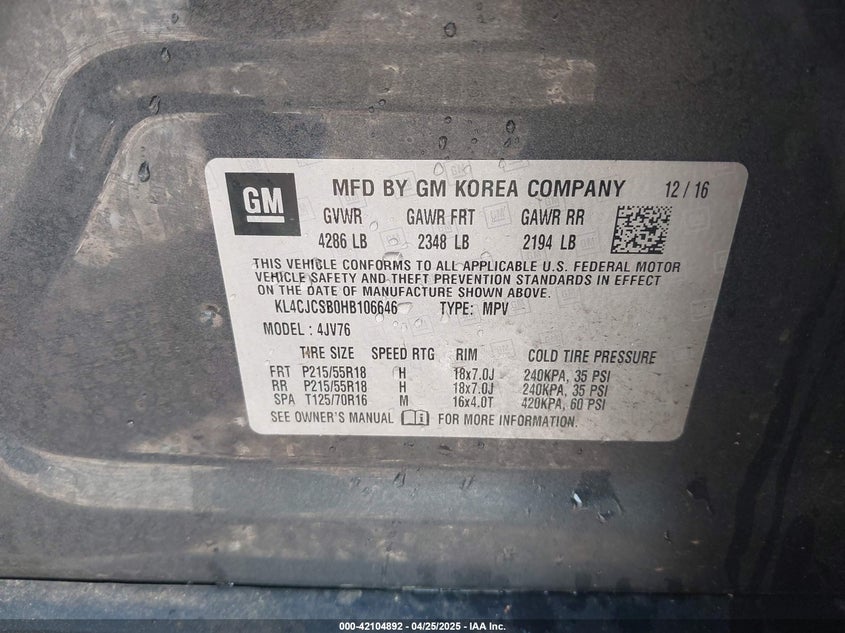 GM MFD BY GM KOREA COMPANY 12 / 16
GVWR GAWR FRT GAWR RR
4286 LB 2348 LB 2194 LB
THIS VEHICLE CONFORMS TO ALL APPLICABLE U.S. FEDERAL MOTOR
VEHICLE SAFETY AND THEFT PREVENTION STANDARDS IN EFFECT
ON THE DATE OF MANUFACTURE SHOWN ABOVE.
KL4CJCSB0HB106646 TYPE: MPV
MODEL : 4JV76
TIRE SIZE SPEED RTG RIM COLD TIRE PRESSURE
FRT P215/55R18 H 18x7.0J 240KPA, 35 PSI
RR P215/55R18 H 18x7.0J 240KPA, 35 PSI
SPA T125/70R16 M 16x4.0T 420KPA, 60 PSI
SEE OWNER'S MANUAL FOR MORE INFORMATION.
000-42104892 - 04/25/2025 - IAA Inc.